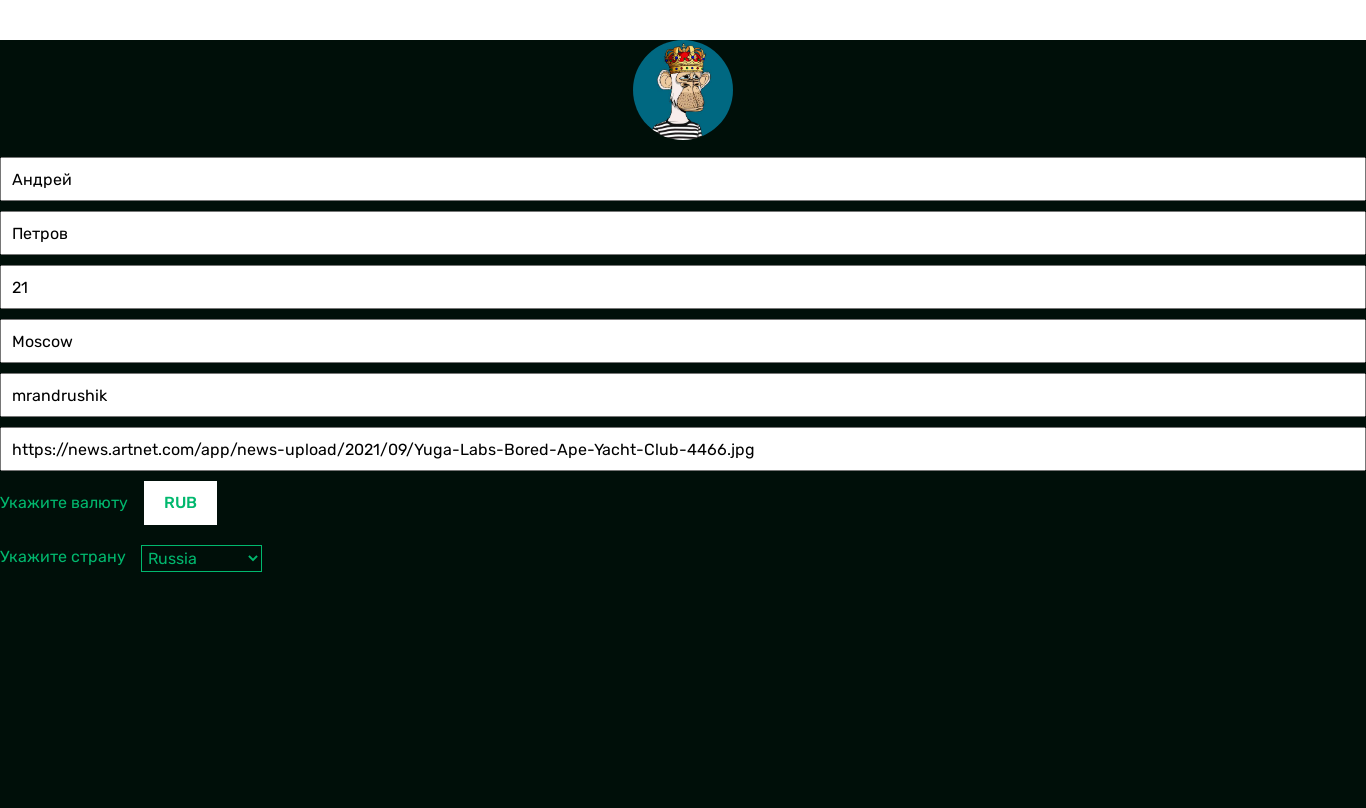 Андрей
Петров
21
Moscow
mrandrushik
https://news.artnet.com/app/news-upload/2021/09/Yuga-Labs-Bored-Ape-Yacht-Club-4466.jpg
Укажите валюту RUB
Укажите страну Russia